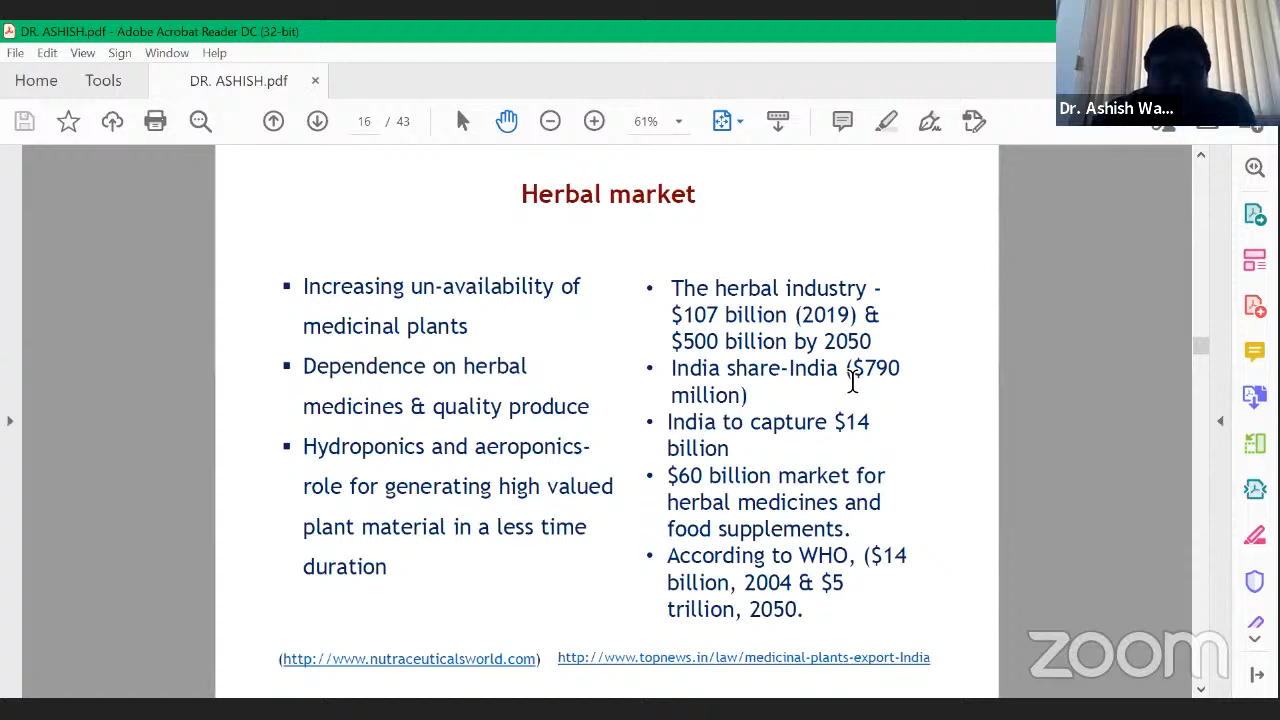 DR. ASHISH.pdf - Adobe Acrobat Reader DC (32-bit)
File Edit View Sign Window Help
Home Tools DR. ASHISH.pdf ×
16 / 43 61%
Dr. Ashish Wa...
Herbal market
▪ Increasing un-availability of
medicinal plants
▪ Dependence on herbal
medicines & quality produce
▪ Hydroponics and aeroponics-
role for generating high valued
plant material in a less time
duration
• The herbal industry -
$107 billion (2019) &
$500 billion by 2050
• India share-India ($790
million)
• India to capture $14
billion
• $60 billion market for
herbal medicines and
food supplements.
• According to WHO, ($14
billion, 2004 & $5
trillion, 2050.
(http://www.nutraceuticalsworld.com) http://www.topnews.in/law/medicinal-plants-export-India
zoom